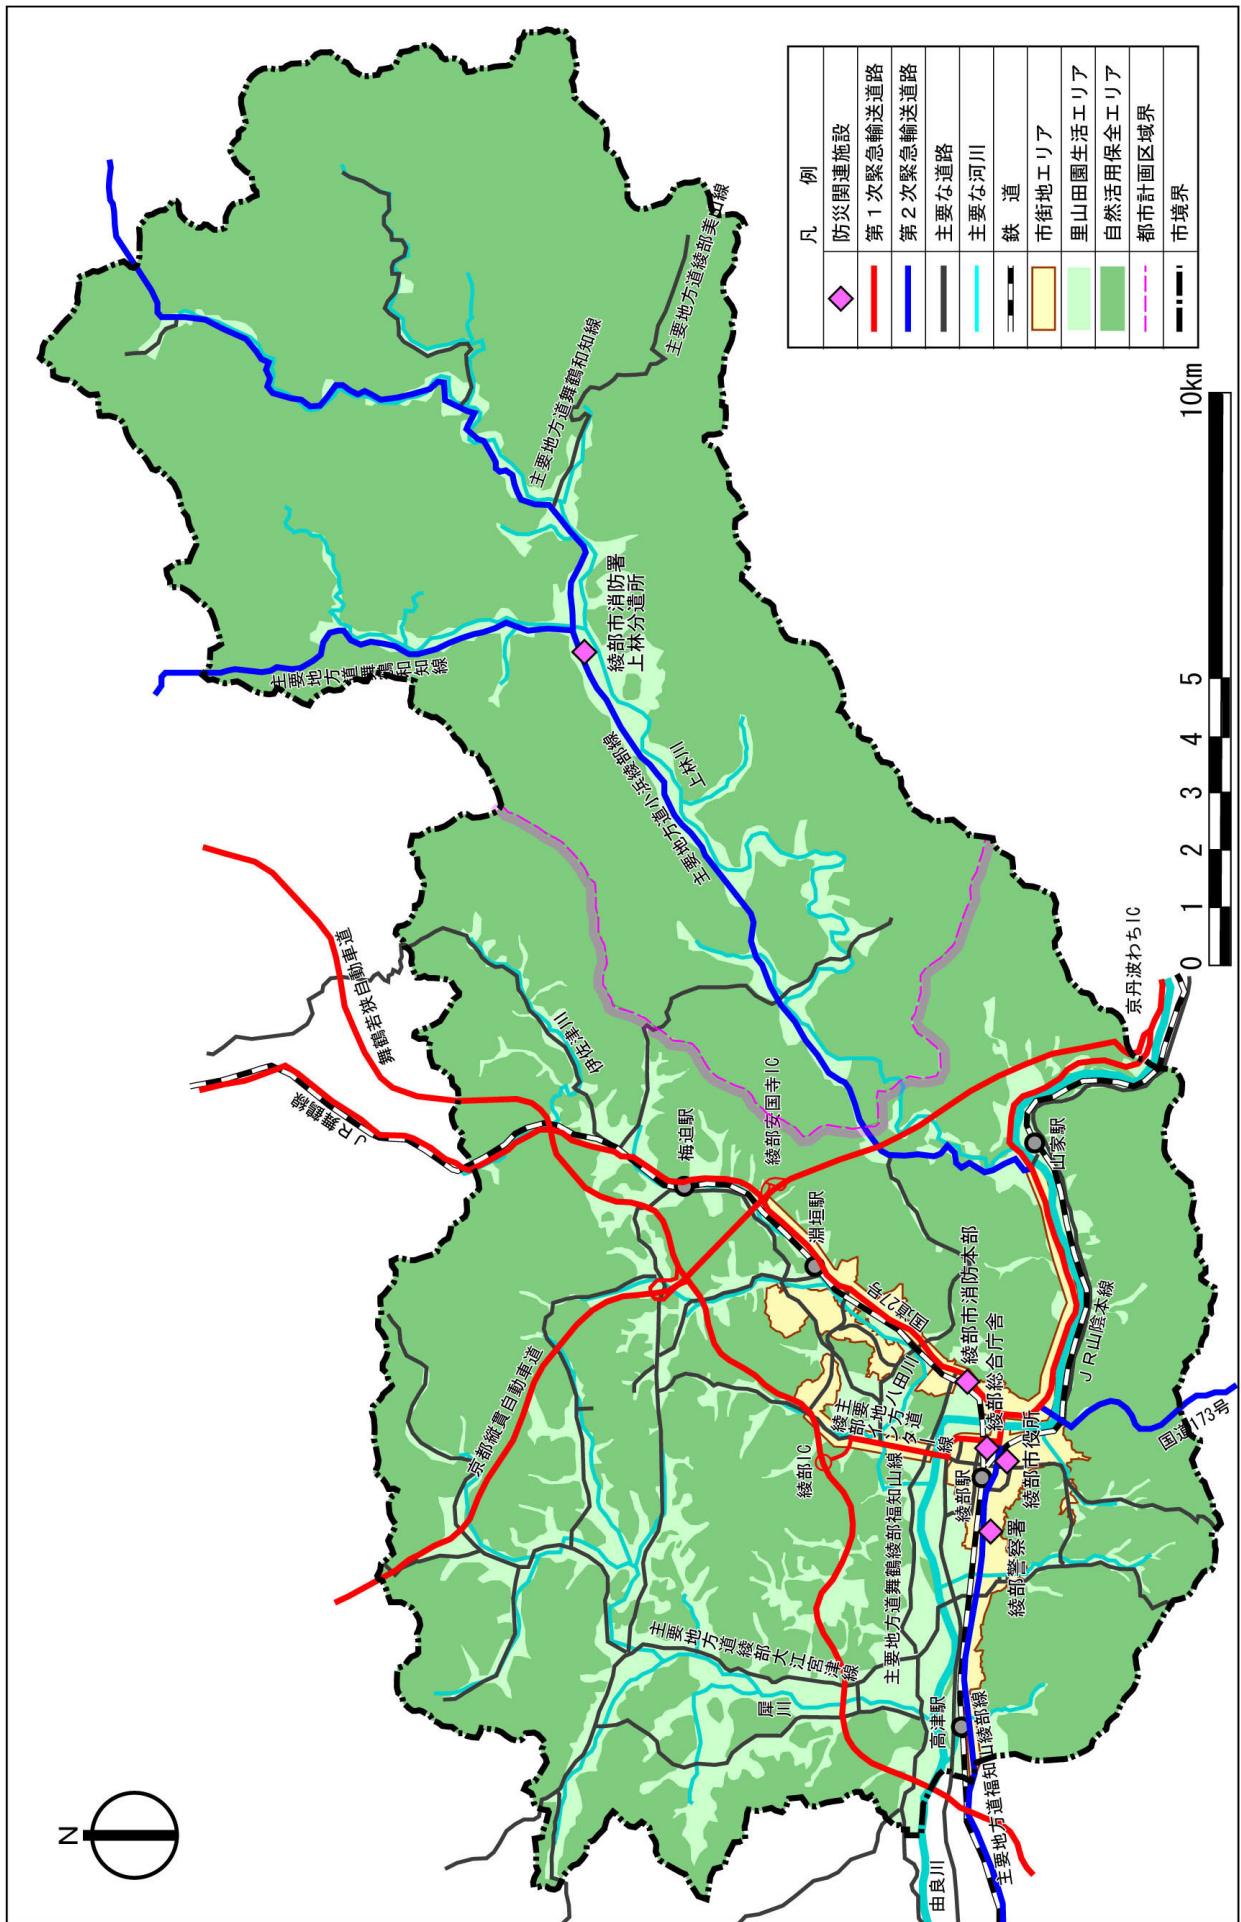 N
凡 例
防災関連施設
第１次緊急輸送道路
第２次緊急輸送道路
主要な道路
主要な河川
鉄 道
市街地エリア
里山田園生活エリア
自然活用保全エリア
都市計画区域界
市境界
0 1 2 3 4 5 10km
主要地方道舞鶴和知線
主要地方道綾部美山線
主要地方道舞鶴和知線
綾部市消防署
上林分遣所
主要地方道小浜綾部線
上林川
舞鶴若狭自動車道
ＪＲ舞鶴線
伊佐津川
梅迫駅
綾部安国寺IC
淵垣駅
国道27号
京丹波わちIC
山家駅
ＪＲ山陰本線
国道173号
京都縦貫自動車道
綾部IC
主要地方道
綾部インター線
八田川
綾部市消防本部
綾部総合庁舎
綾部市役所
綾部駅
綾部警察署
主要地方道舞鶴綾部福知山線
主要地方道綾部大江宮津線
犀川
高津駅
主要地方道福知山綾部線
由良川